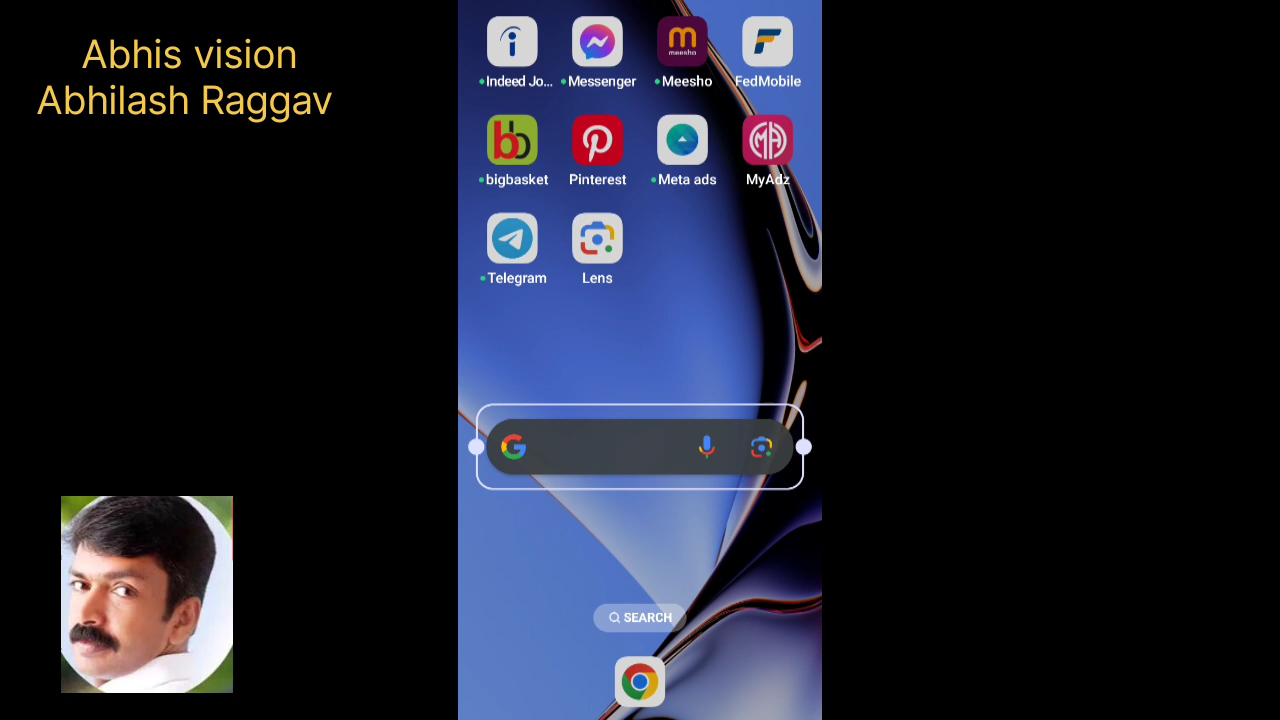 Abhis vision
Abhilash Raggav
Indeed Jo... Messenger Meesho FedMobile
bigbasket Pinterest Meta ads MyAdz
Telegram Lens
SEARCH